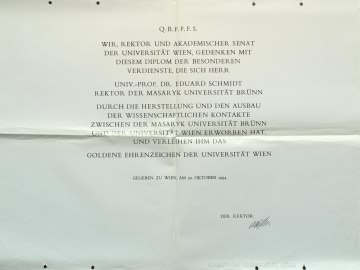 Q.B.F.F.F.S.
WIR, REKTOR UND AKADEMISCHER SENAT
DER UNIVERSITÄT WIEN, GEDENKEN MIT
DIESEM DIPLOM DER BESONDEREN
VERDIENSTE, DIE SICH HERR
UNIV.-PROF. DR. EDUARD SCHMIDT
REKTOR DER MASARYK UNIVERSITÄT BRÜNN
DURCH DIE HERSTELLUNG UND DEN AUSBAU
DER WISSENSCHAFTLICHEN KONTAKTE
ZWISCHEN DER MASARYK UNIVERSITÄT BRÜNN
UND DER UNIVERSITÄT WIEN ERWORBEN HAT,
UND VERLEIHEN IHM DAS
GOLDENE EHRENZEICHEN DER UNIVERSITÄT WIEN
GEGEBEN ZU WIEN AM OKTOBER 1994
DER REKTOR: